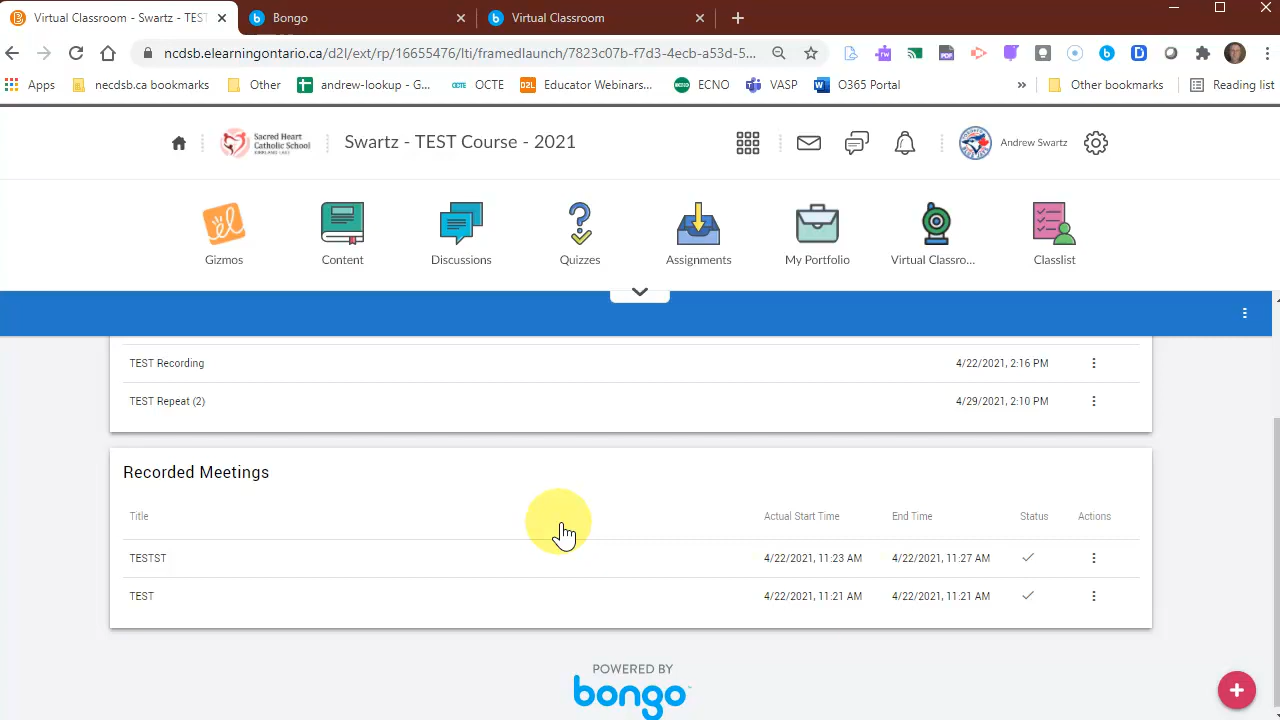 Virtual Classroom - Swartz - TEST
Bongo
Virtual Classroom
ncdsb.elearningontario.ca/d2l/ext/rp/16655476/lti/framedlaunch/7823c07b-f7d3-4ecb-a31d-5...
Apps
necdsb.ca bookmarks
Other
andrew-lookup - G...
OCTE
Educator Webinars...
ECNO
VASP
O365 Portal
»
Other bookmarks
Reading list
Sacred Heart
Catholic School
Swartz - TEST Course - 2021
Andrew Swartz
Gizmos
Content
Discussions
Quizzes
Assignments
My Portfolio
Virtual Classro...
Classlist
TEST Recording
4/22/2021, 2:16 PM
TEST Repeat (2)
4/29/2021, 2:10 PM
Recorded Meetings
Title
Actual Start Time
End Time
Status
Actions
TESTST
4/22/2021, 11:23 AM
4/22/2021, 11:27 AM
TEST
4/22/2021, 11:21 AM
4/22/2021, 11:21 AM
POWERED BY
bongo